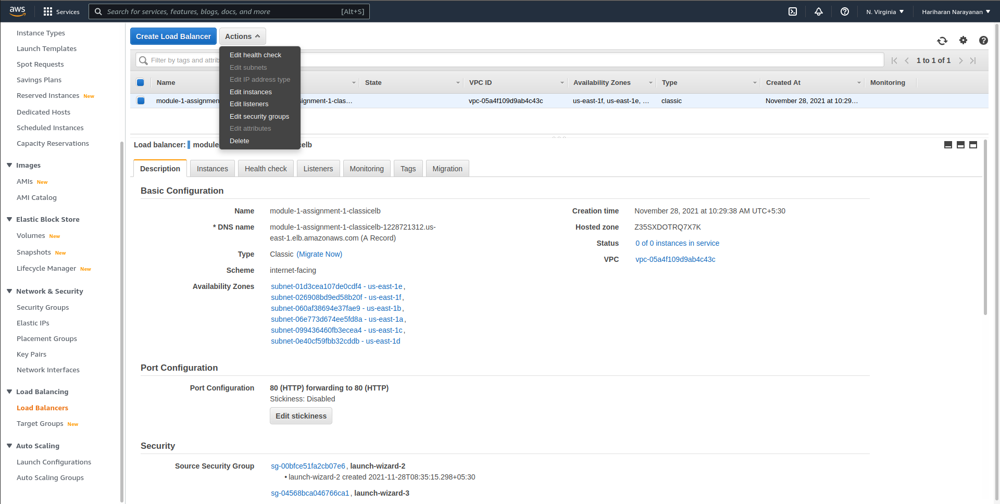 aws
Services
Search for services, features, blogs, docs, and more
[Alt+S]
N. Virginia
Hariharan Narayanan
Instance Types
Launch Templates
Spot Requests
Savings Plans
Reserved Instances New
Dedicated Hosts
Scheduled Instances
Capacity Reservations
Images
AMIs New
AMI Catalog
Elastic Block Store
Volumes New
Snapshots New
Lifecycle Manager New
Network & Security
Security Groups
Elastic IPs
Placement Groups
Key Pairs
Network Interfaces
Load Balancing
Load Balancers
Target Groups New
Auto Scaling
Launch Configurations
Auto Scaling Groups
Create Load Balancer
Actions
Edit health check
Edit subnets
Edit IP address type
Edit instances
Edit listeners
Edit security groups
Edit attributes
Delete
Filter by tags and attrib
1 to 1 of 1
Name State VPC ID Availability Zones Type Created At Monitoring
module-1-assignmen signment-1-clas… vpc-05a4f109d9ab4c43c us-east-1f, us-east-1e, … classic November 28, 2021 at 10:29…
Load balancer: module celb
Description Instances Health check Listeners Monitoring Tags Migration
Basic Configuration
Name module-1-assignment-1-classicelb
* DNS name module-1-assignment-1-classicelb-1228721312.us-
east-1.elb.amazonaws.com (A Record)
Type Classic (Migrate Now)
Scheme internet-facing
Availability Zones subnet-01d3cea107de0cdf4 - us-east-1e,
subnet-026908bd9ed58b20f - us-east-1f,
subnet-060af38694e37fae9 - us-east-1b,
subnet-06e773d674ee5fd8a - us-east-1a,
subnet-099436460fb3ecea4 - us-east-1c,
subnet-0e40cf59fbb32cddb - us-east-1d
Creation time November 28, 2021 at 10:29:38 AM UTC+5:30
Hosted zone Z35SXDOTRQ7X7K
Status 0 of 0 instances in service
VPC vpc-05a4f109d9ab4c43c
Port Configuration
Port Configuration 80 (HTTP) forwarding to 80 (HTTP)
Stickiness: Disabled
Edit stickiness
Security
Source Security Group sg-00bfce51fa2cb07e6, launch-wizard-2
• launch-wizard-2 created 2021-11-28T08:35:15.298+05:30
sg-04568bca046766ca1, launch-wizard-3